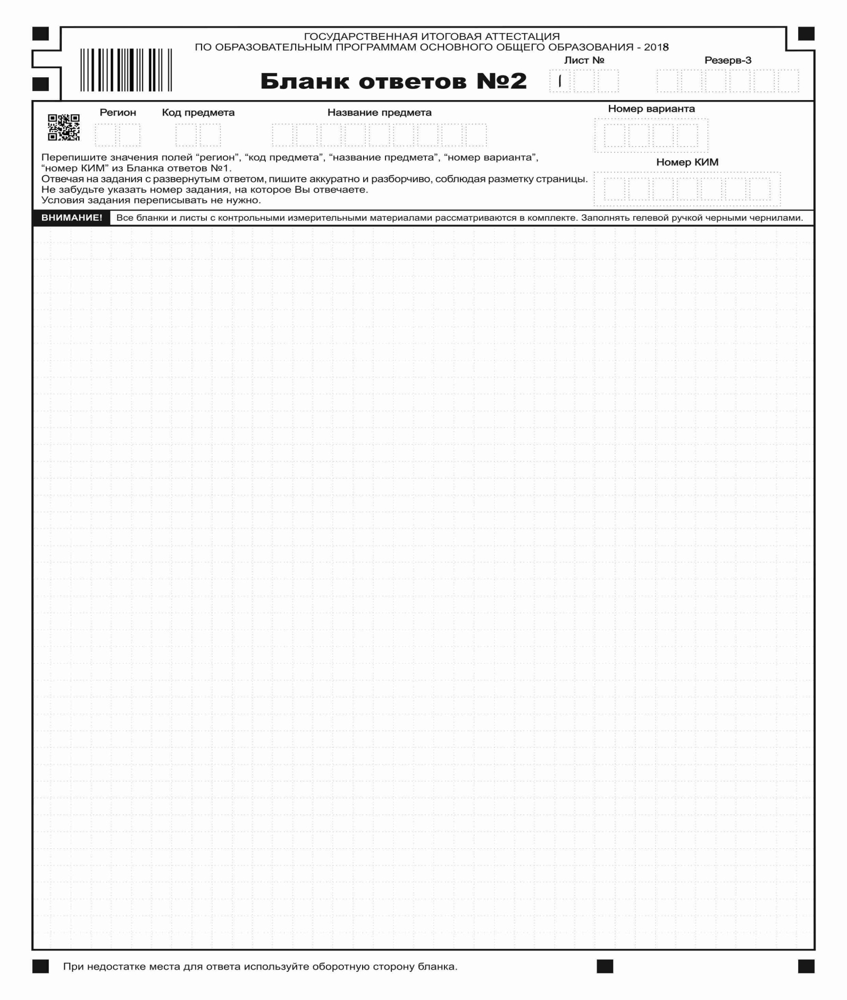 ГОСУДАРСТВЕННАЯ ИТОГОВАЯ АТТЕСТАЦИЯ
ПО ОБРАЗОВАТЕЛЬНЫМ ПРОГРАММАМ ОСНОВНОГО ОБЩЕГО ОБРАЗОВАНИЯ - 2018
Лист № Резерв-3
Бланк ответов №2 1
Регион Код предмета Название предмета Номер варианта
Перепишите значения полей “регион”, “код предмета”, “название предмета”, “номер варианта”,
“номер КИМ” из Бланка ответов №1.
Номер КИМ
Отвечая на задания с развернутым ответом, пишите аккуратно и разборчиво, соблюдая разметку страницы.
Не забудьте указать номер задания, на которое Вы отвечаете.
Условия задания переписывать не нужно.
ВНИМАНИЕ! Все бланки и листы с контрольными измерительными материалами рассматриваются в комплекте. Заполнять гелевой ручкой черными чернилами.
При недостатке места для ответа используйте оборотную сторону бланка.